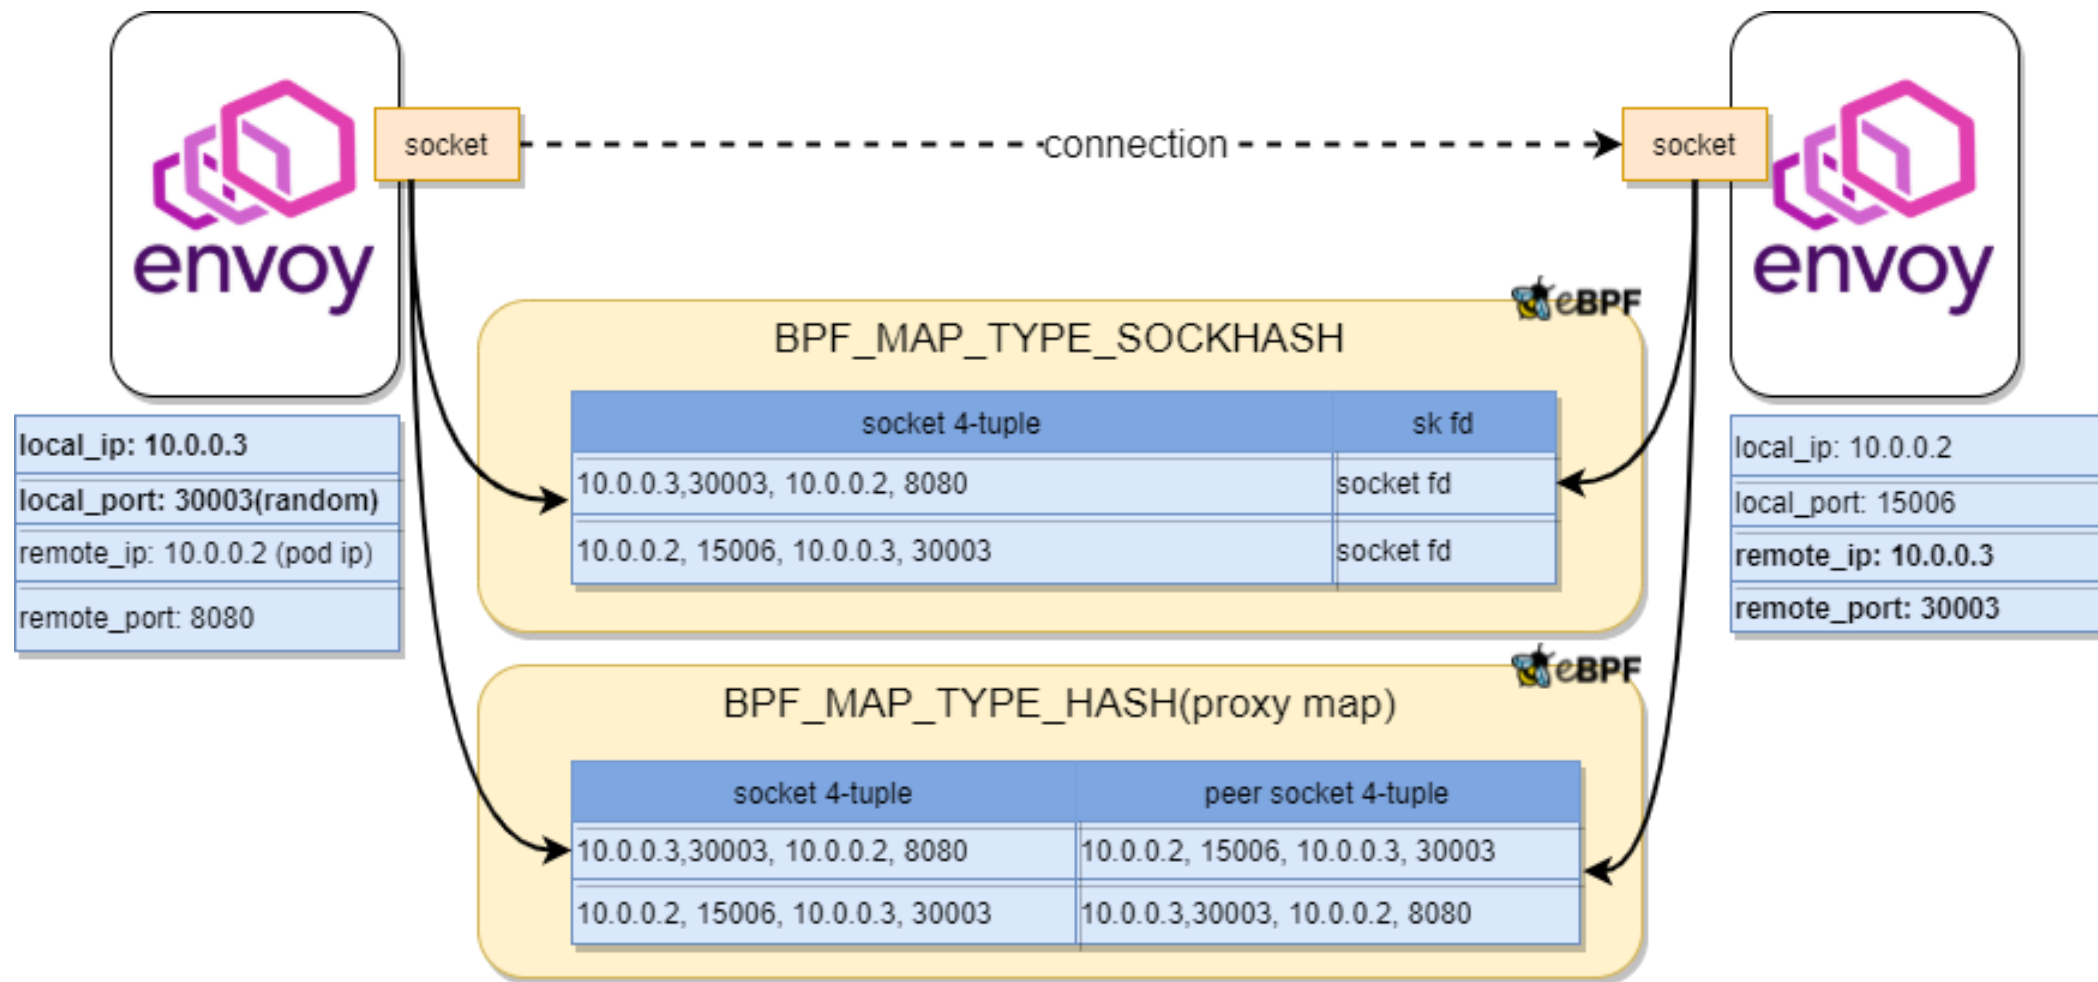 socket
connection
socket
envoy
envoy
eBPF
BPF_MAP_TYPE_SOCKHASH
socket 4-tuple
sk fd
10.0.0.3,30003, 10.0.0.2, 8080
socket fd
10.0.0.2, 15006, 10.0.0.3, 30003
socket fd
local_ip: 10.0.0.3
local_port: 30003(random)
remote_ip: 10.0.0.2 (pod ip)
remote_port: 8080
local_ip: 10.0.0.2
local_port: 15006
remote_ip: 10.0.0.3
remote_port: 30003
eBPF
BPF_MAP_TYPE_HASH(proxy map)
socket 4-tuple
peer socket 4-tuple
10.0.0.3,30003, 10.0.0.2, 8080
10.0.0.2, 15006, 10.0.0.3, 30003
10.0.0.2, 15006, 10.0.0.3, 30003
10.0.0.3,30003, 10.0.0.2, 8080